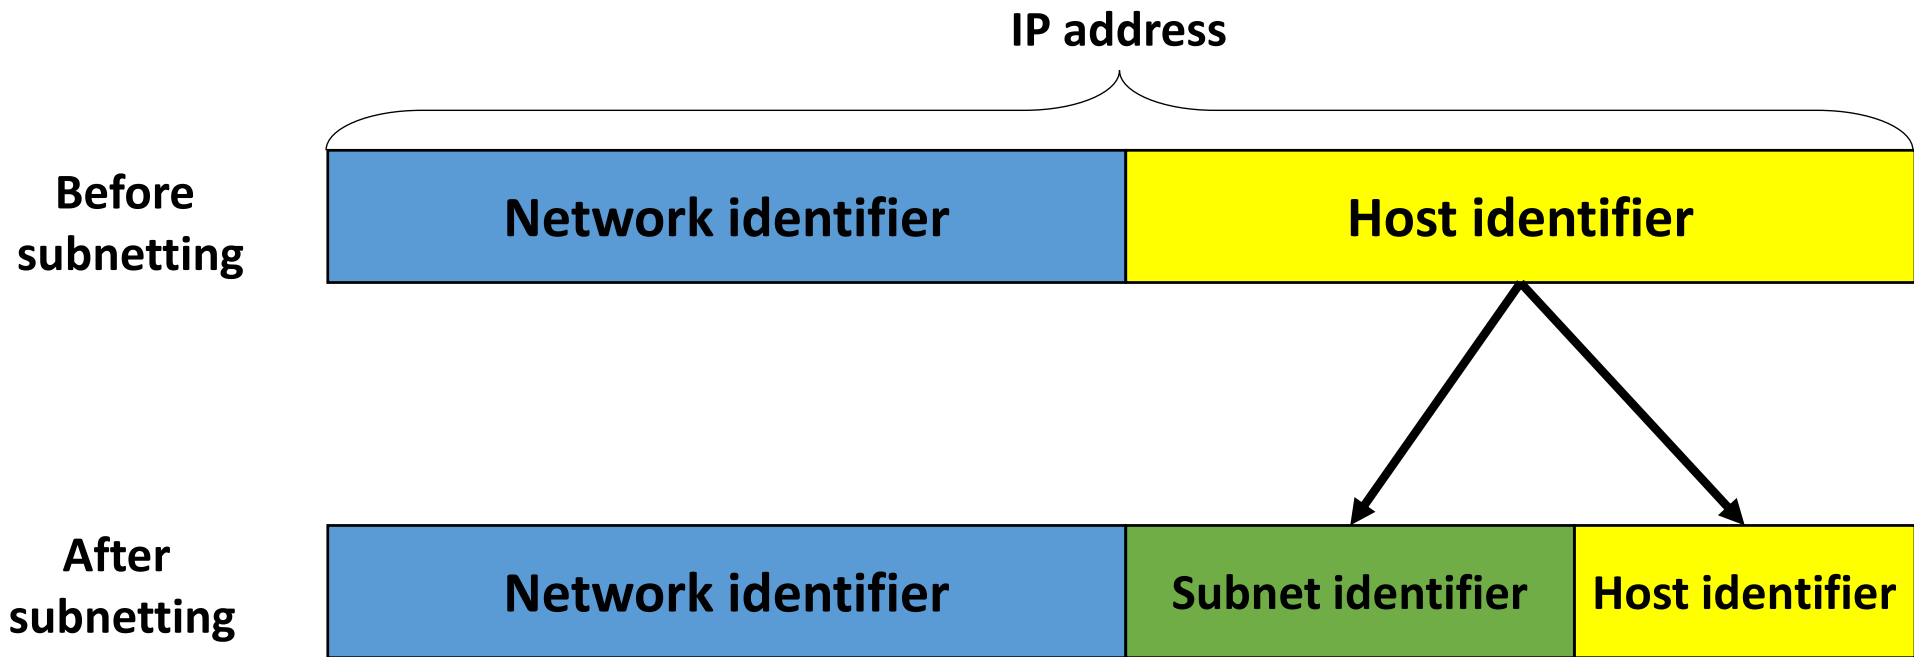 IP address
Before
subnetting
Network identifier
Host identifier
After
subnetting
Network identifier
Subnet identifier
Host identifier